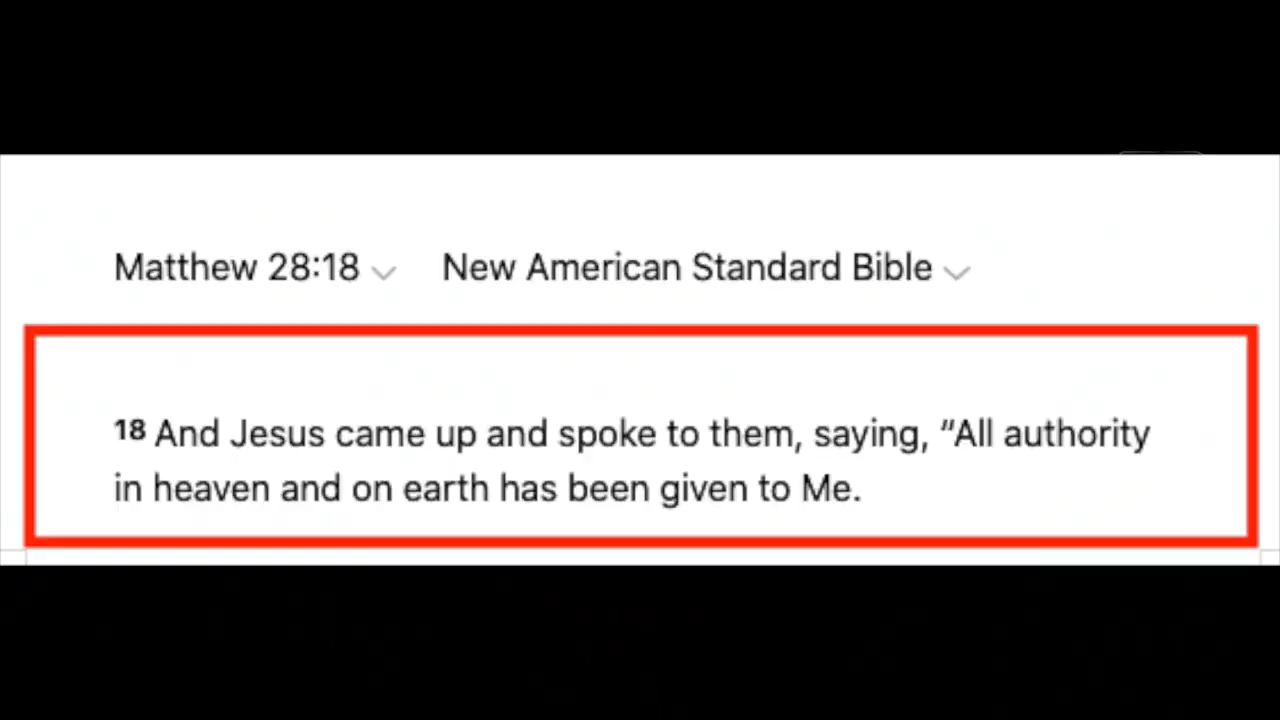 Matthew 28:18 New American Standard Bible
18 And Jesus came up and spoke to them, saying, “All authority
in heaven and on earth has been given to Me.